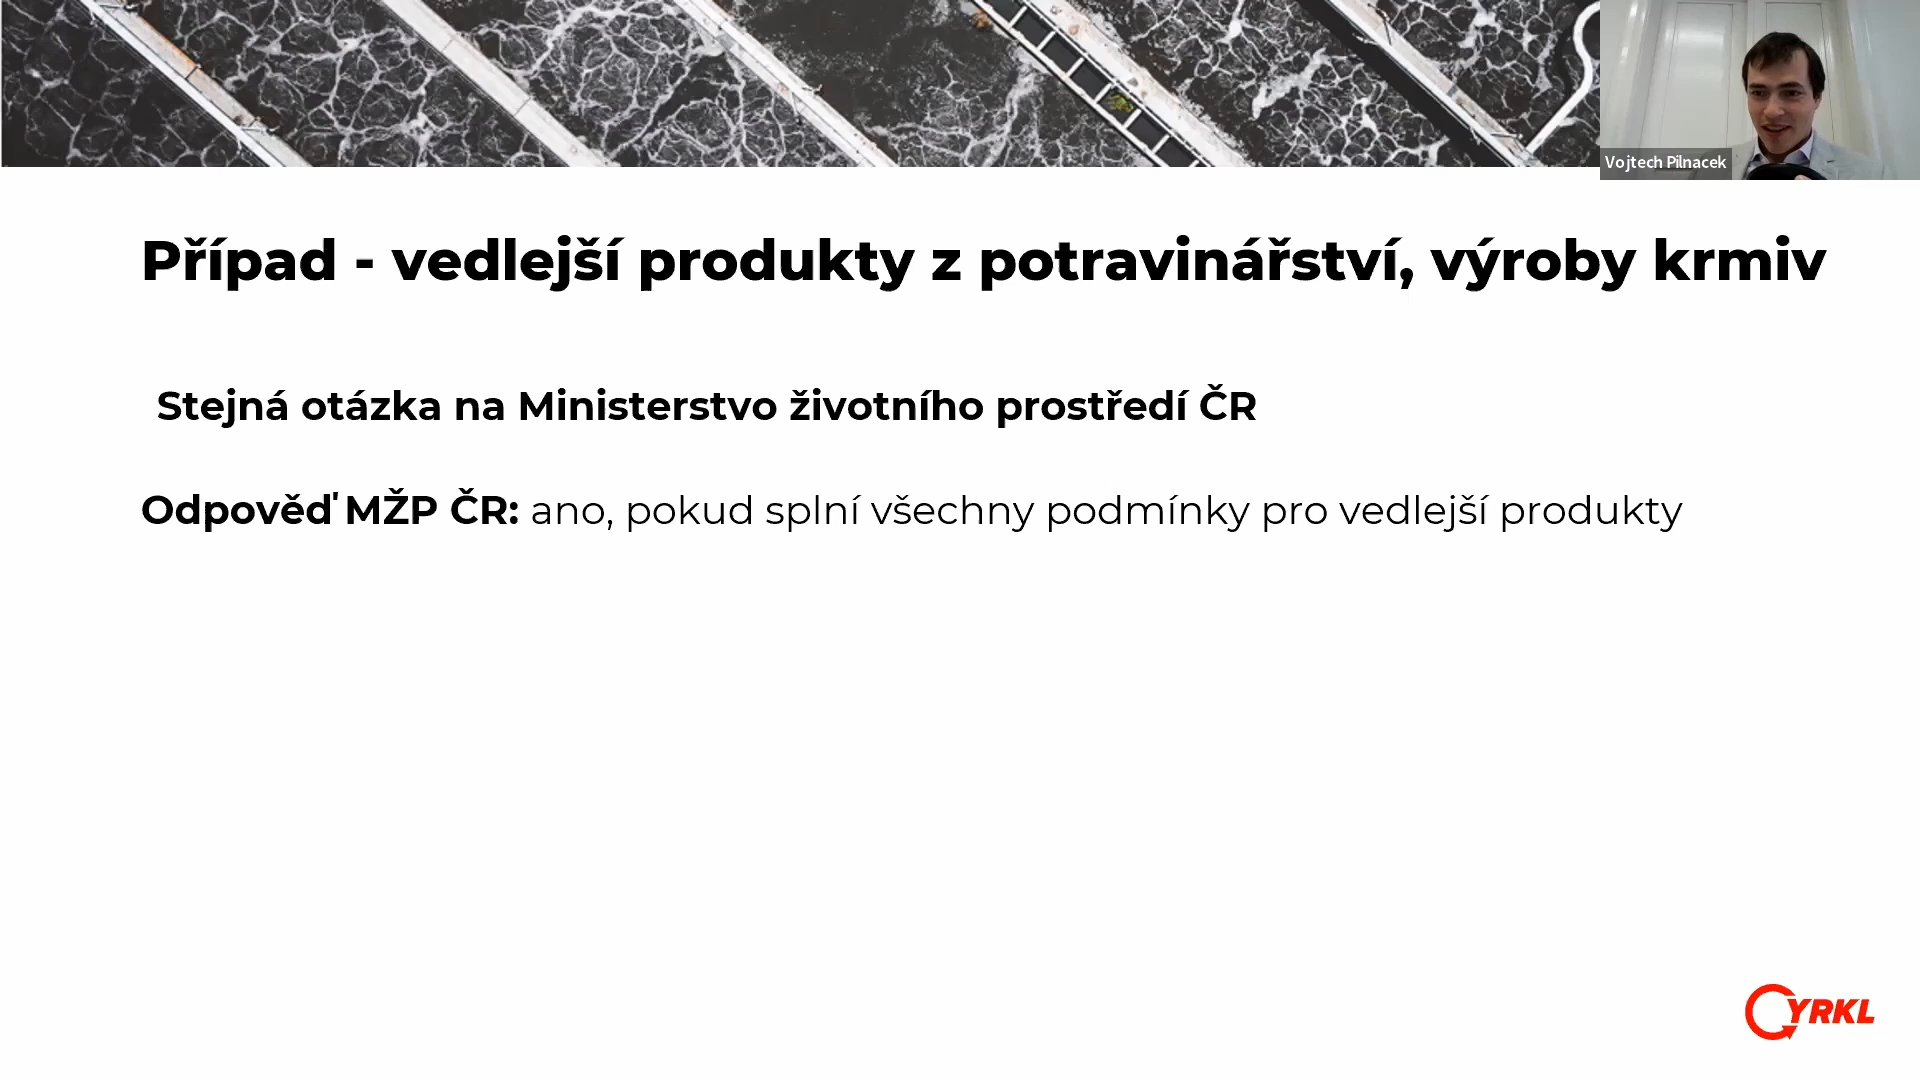 Vojtech Pilnacek
Případ - vedlejší produkty z potravinářství, výroby krmiv
Stejná otázka na Ministerstvo životního prostředí ČR
Odpověď MŽP ČR: ano, pokud splní všechny podmínky pro vedlejší produkty
CYRKL